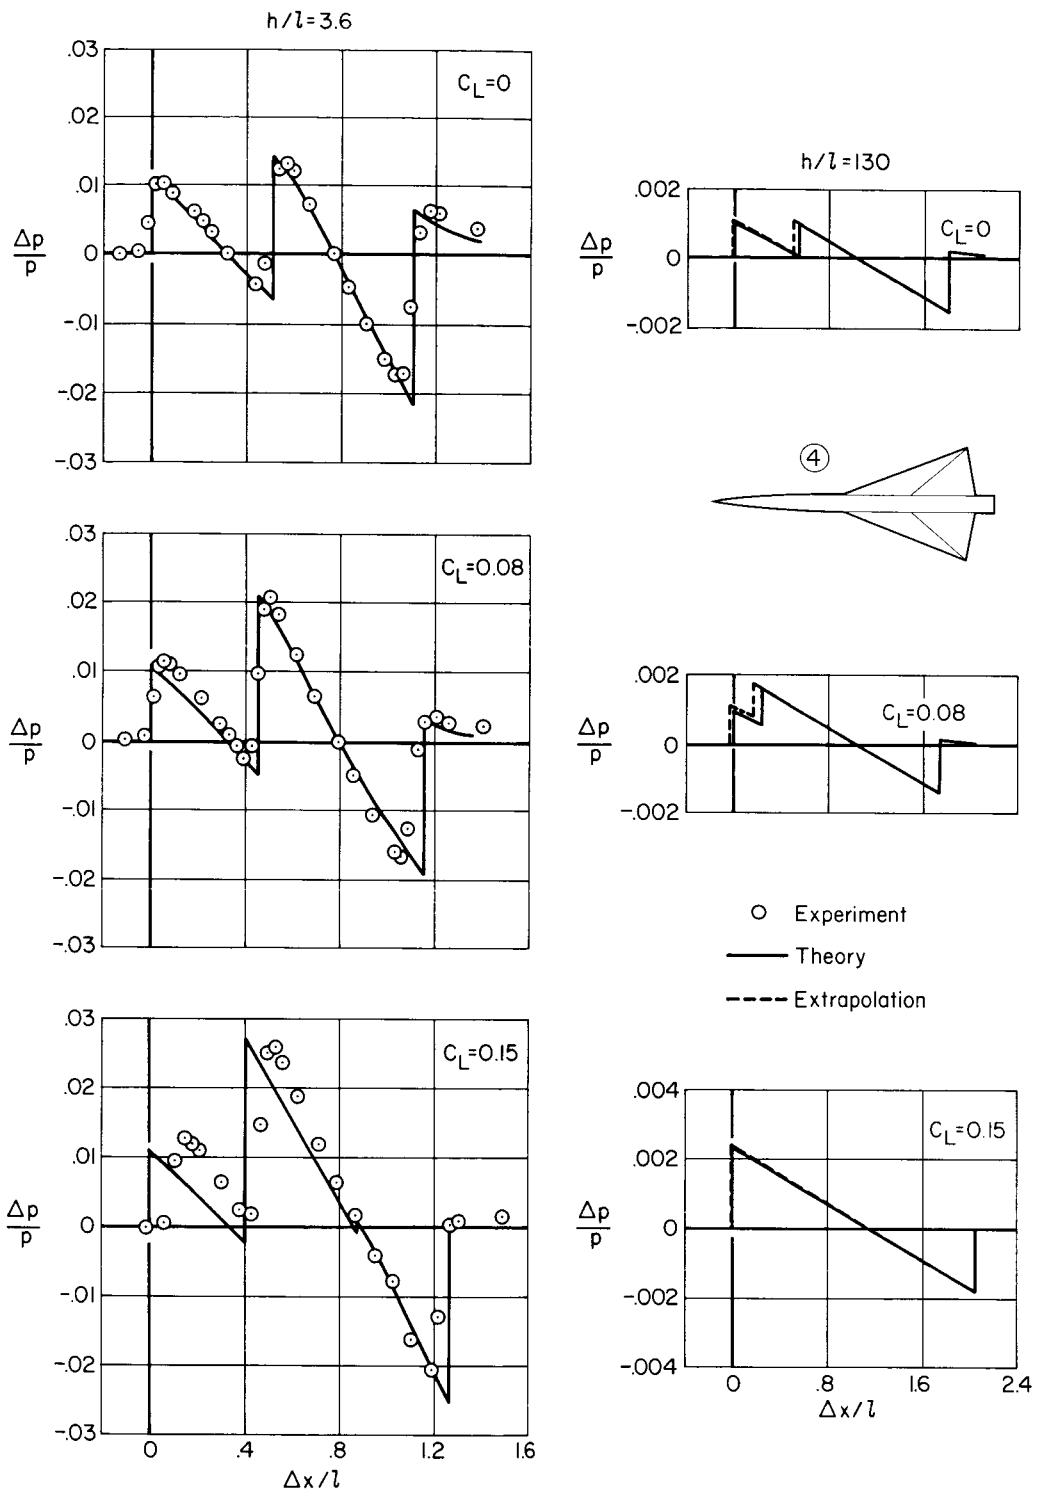 h/l=3.6
.03
.02
.01
0
-.01
-.02
-.03
Δp/p
C_L=0
.02
.01
0
-.01
-.02
-.03
Δp/p
C_L=0.08
.03
.02
.01
0
-.01
-.02
-.03
Δp/p
C_L=0.15
0 .4 .8 1.2 1.6
Δx/l
h/l=130
.002
0
-.002
Δp/p
C_L=0
4
.002
0
-.002
Δp/p
C_L=0.08
Experiment
Theory
Extrapolation
.004
.002
0
-.002
-.004
Δp/p
C_L=0.15
0 .8 1.6 2.4
Δx/l